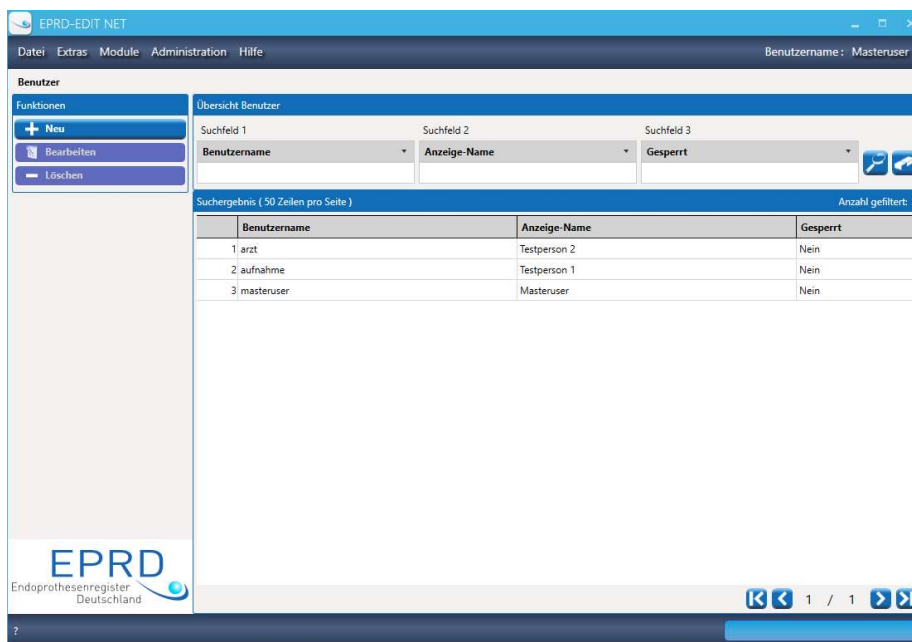 EPRD-EDIT NET
Datei Extras Module Administration Hilfe Benutzername: Masteruser
Benutzer
Funktionen
Neu
Bearbeiten
Löschen
Übersicht Benutzer
Suchfeld 1 Suchfeld 2 Suchfeld 3
Benutzername Anzeige-Name Gesperrt
Suchergebnis ( 50 Zeilen pro Seite ) Anzahl gefiltert:
Benutzername Anzeige-Name Gesperrt
1 arzt Testperson 2 Nein
2 aufnahme Testperson 1 Nein
3 masteruser Masteruser Nein
EPRD
Endoprothesenregister
Deutschland
1 / 1
?